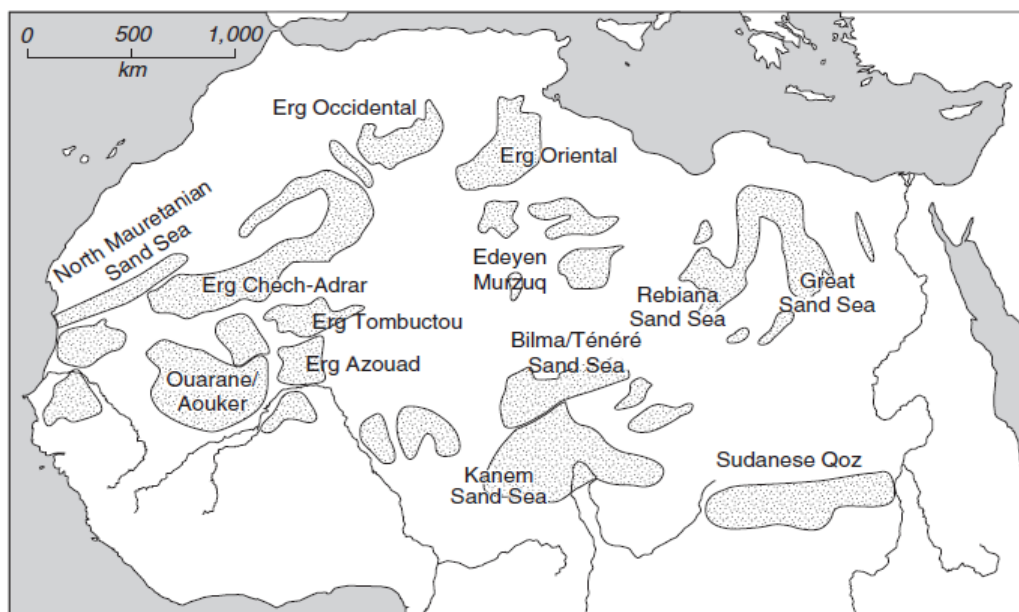 0 500 1,000
km
Erg Occidental
Erg Oriental
North Mauretanian
Sand Sea
Edeyen
Murzuq
Erg Chech-Adrar
Rebiana
Sand Sea
Great
Sand Sea
Erg Tombuctou
Bilma/Ténéré
Sand Sea
Erg Azouad
Ouarane/
Aouker
Sudanese Qoz
Kanem
Sand-Sea